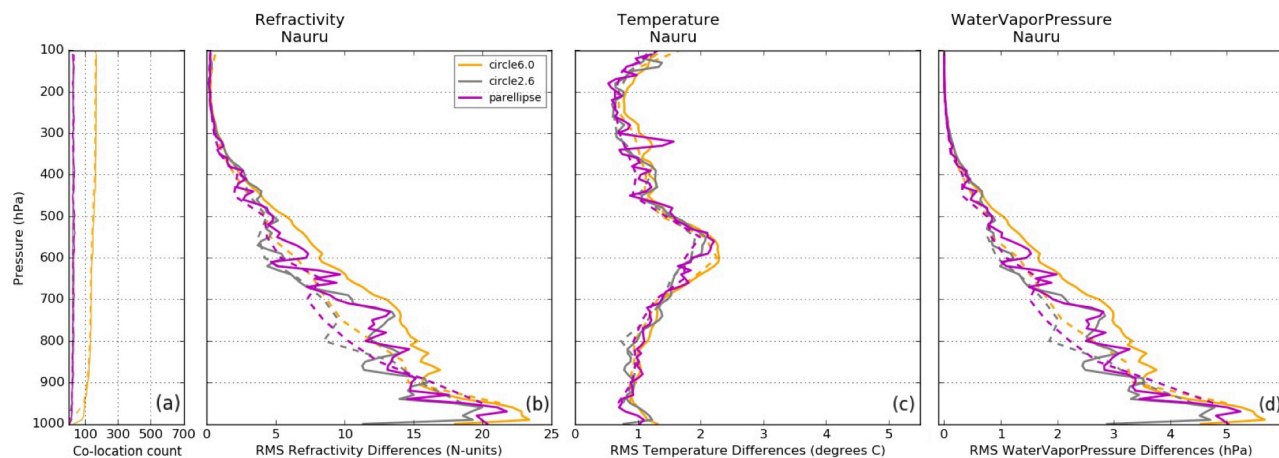 Refractivity
Nauru
Temperature
Nauru
WaterVaporPressure
Nauru
Pressure (hPa)
100
200
300
400
500
600
700
800
900
1000
circle6.0
circle2.6
parellipse
(a)
(b)
(c)
(d)
100 300 500 700
0 5 10 15 20 25
0 1 2 3 4 5
0 1 2 3 4 5 6
Co-location count
RMS Refractivity Differences (N-units)
RMS Temperature Differences (degrees C)
RMS WaterVaporPressure Differences (hPa)